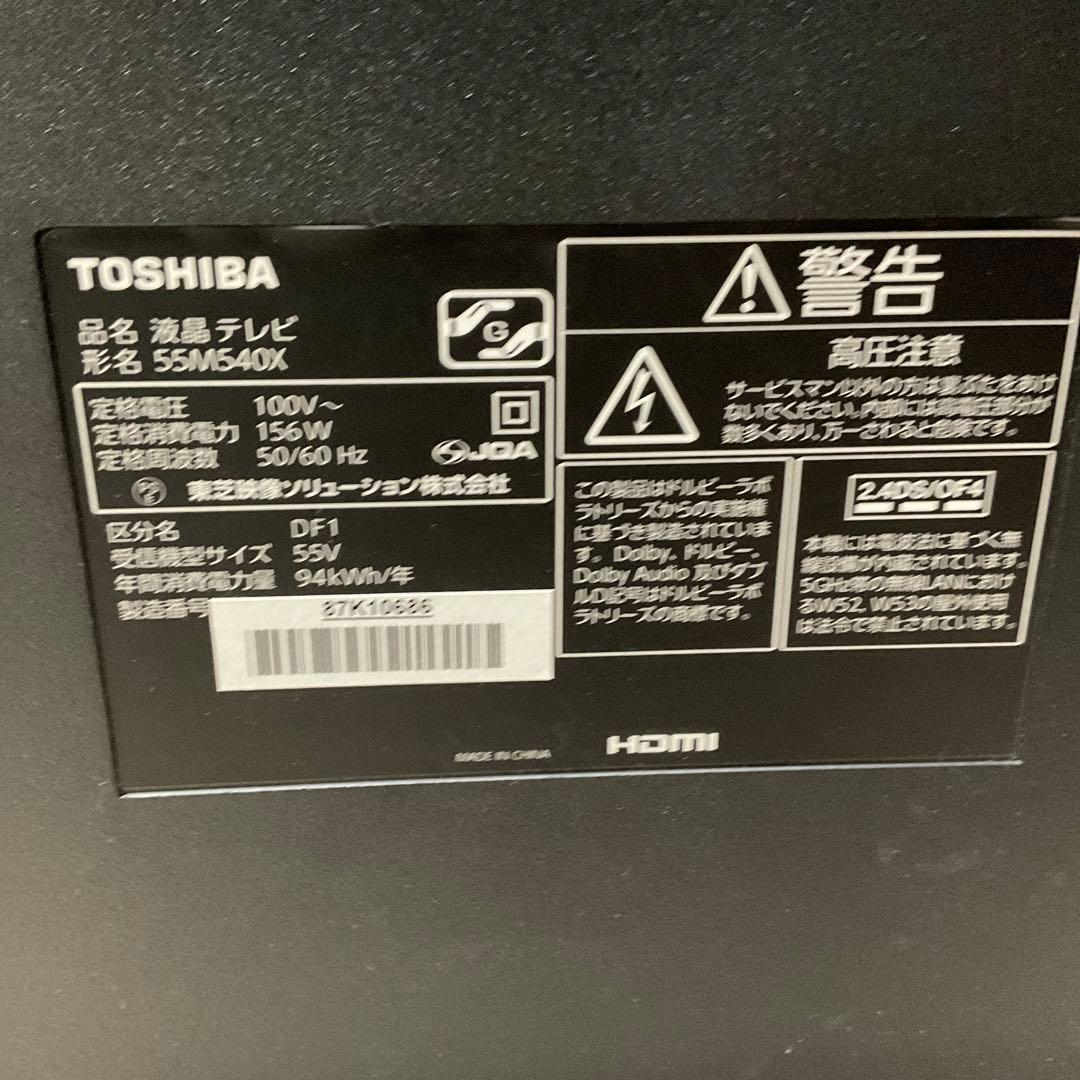 TOSHIBA
品名 液晶テレビ
形名 55M540X
G
定格電圧 100V～
定格消費電力 156W
定格周波数 50/60 Hz
JQA
PS E
東芝映像ソリューション株式会社
区分名 DF1
受信機型サイズ 55V
年間消費電力量 94kWh/年
製造番号
37K10686
MADE IN CHINA
HDMI
警告
高圧注意
サービスマン以外の方は裏ぶたをあけ
ないでください。内部には高電圧部分が
数多くあり、万一さわると危険です。
この製品はドルビーラボ
ラトリーズからの実施権
に基づき製造されていま
す。Dolby、ドルビー、
Dolby Audio 及びダブ
ルD記号はドルビーラボ
ラトリーズの商標です。
2.4DS/OF4
本機には電波法に基づく無
線設備が内蔵されています。
5GHz帯の無線LANにおけ
るW52, W53の屋外使用
は法令で禁止されています。